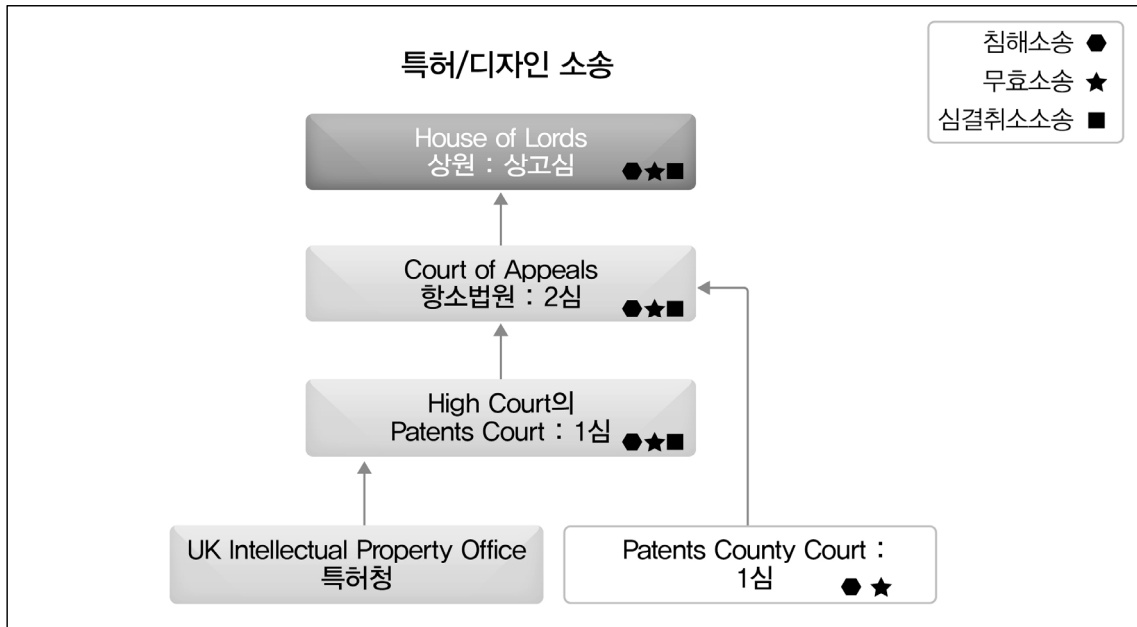 특허/디자인 소송
침해소송 ⬣
무효소송 ★
심결취소소송 ■
House of Lords
상원 : 상고심 ⬣★■
Court of Appeals
항소법원 : 2심 ⬣★■
High Court의
Patents Court : 1심 ⬣★■
UK Intellectual Property Office
특허청
Patents County Court :
1심 ⬣ ★